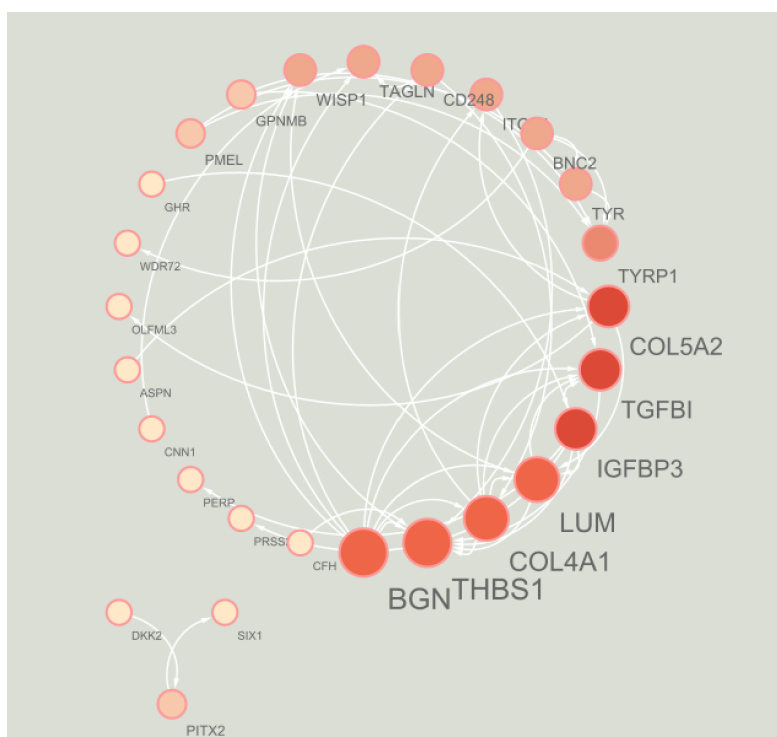 TAGLN
WISP1
CD248
GPNMB
BNC2
PMEL
TYR
GHR
TYRP1
WDR72
OLFML3
COL5A2
ASPN
TGFBI
CNN1
IGFBP3
PERP
LUM
CFH
COL4A1
THBS1
BGN
DKK2
SIX1
PITX2